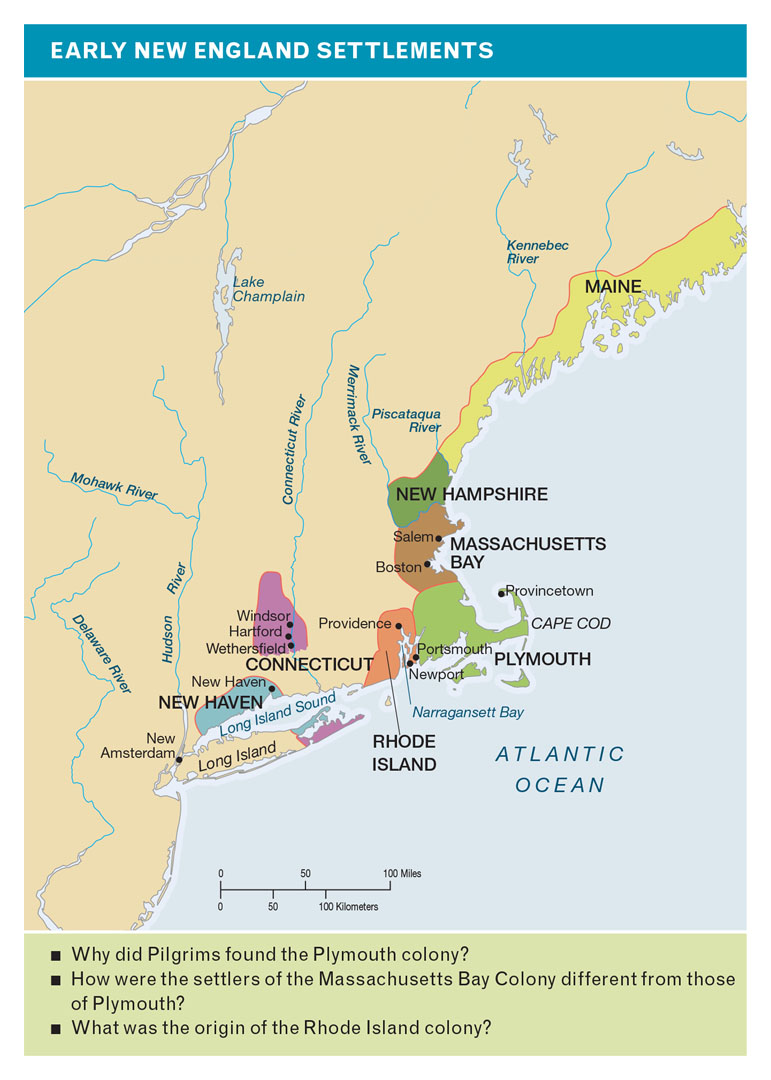 EARLY NEW ENGLAND SETTLEMENTS
Kennebec
River
MAINE
Lake
Champlain
Connecticut River
Merrimack River
Piscataqua
River
Mohawk River
NEW HAMPSHIRE
Salem
MASSACHUSETTS
BAY
Boston
Provincetown
Hudson
River
Delaware River
Windsor
Hartford
Wethersfield
Providence
CAPE COD
Portsmouth
PLYMOUTH
CONNECTICUT
Newport
New Haven
NEW HAVEN
Long Island Sound
Narragansett Bay
New
Amsterdam
Long Island
RHODE
ISLAND
ATLANTIC
OCEAN
0 50 100 Miles
0 50 100 Kilometers
■ Why did Pilgrims found the Plymouth colony?
■ How were the settlers of the Massachusetts Bay Colony different from those
of Plymouth?
■ What was the origin of the Rhode Island colony?